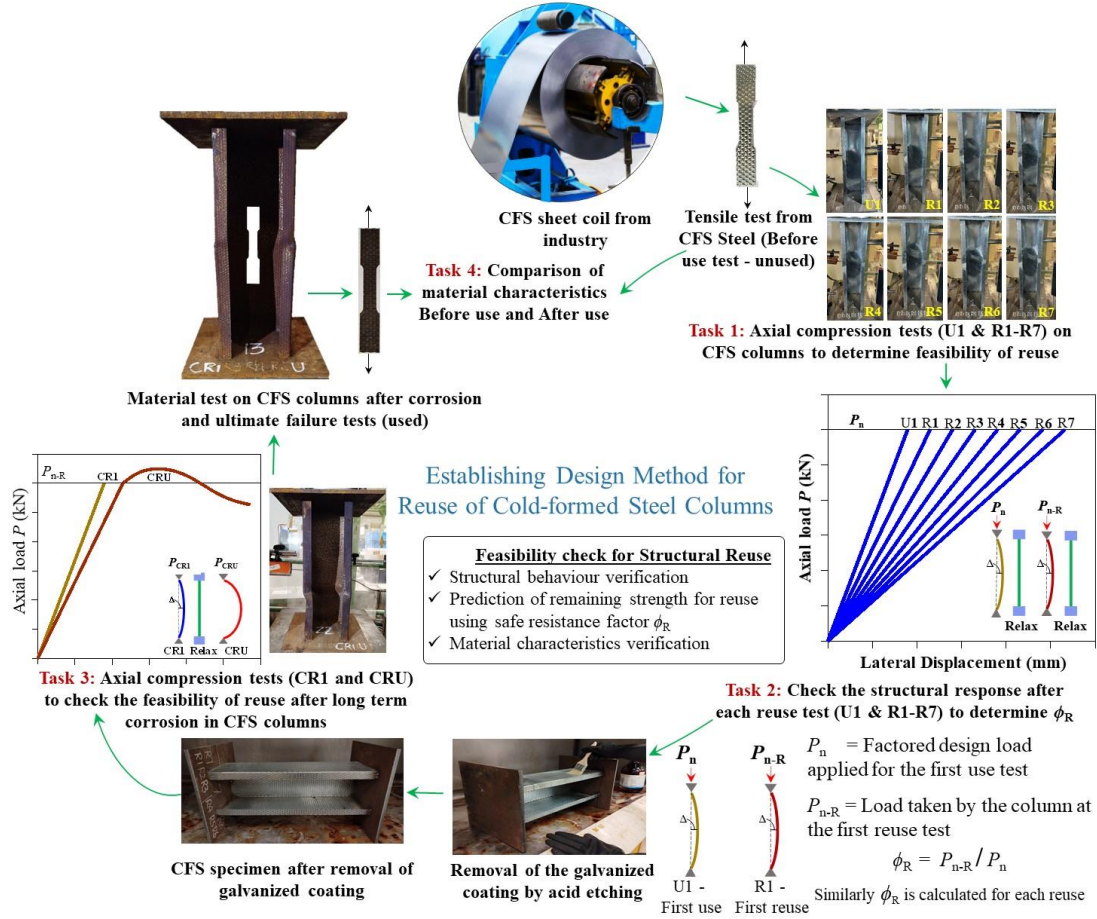 CFS sheet coil from
industry
Tensile test from
CFS Steel (Before
use test - unused)
U1
R1
R2
R3
R4
R5
R6
R7
Task 1: Axial compression tests (U1 & R1-R7) on
CFS columns to determine feasibility of reuse
Task 4: Comparison of
material characteristics
Before use and After use
CR1
U
Material test on CFS columns after corrosion
and ultimate failure tests (used)
Pn
U1 R1 R2 R3 R4 R5 R6 R7
Axial load P (kN)
Pn
Pn-R
Δ
Δ
Relax
Relax
Lateral Displacement (mm)
Establishing Design Method for
Reuse of Cold-formed Steel Columns
Feasibility check for Structural Reuse
✓ Structural behaviour verification
✓ Prediction of remaining strength for reuse
using safe resistance factor ϕR
✓ Material characteristics verification
Pn-R
CR1
CRU
Axial load P (kN)
PCR1
PCRU
Δ
CR1
Relax
CRU
CR1U
Task 3: Axial compression tests (CR1 and CRU)
to check the feasibility of reuse after long term
corrosion in CFS columns
Task 2: Check the structural response after
each reuse test (U1 & R1-R7) to determine ϕR
CFS specimen after removal of
galvanized coating
Removal of the galvanized
coating by acid etching
Pn
Δ
U1 -
First use
Pn-R
Δ
R1 -
First reuse
Pn = Factored design load
applied for the first use test
Pn-R = Load taken by the column at
the first reuse test
ϕR = Pn-R / Pn
Similarly ϕR is calculated for each reuse